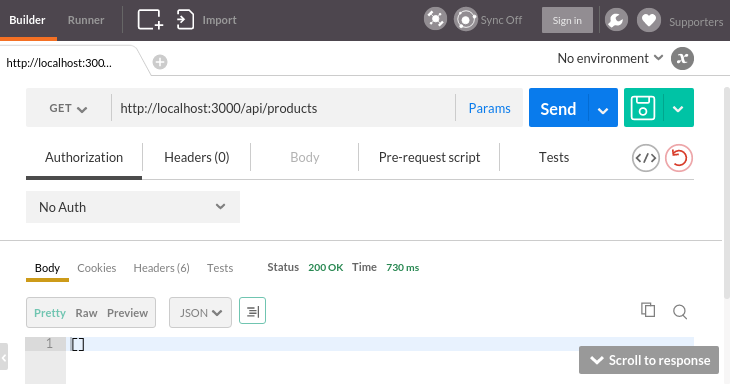 Builder Runner Import Sync Off Sign in Supporters
http://localhost:300... No environment
GET http://localhost:3000/api/products Params Send
Authorization Headers (0) Body Pre-request script Tests
No Auth
Body Cookies Headers (6) Tests Status 200 OK Time 730 ms
Pretty Raw Preview JSON
1 []
Scroll to response